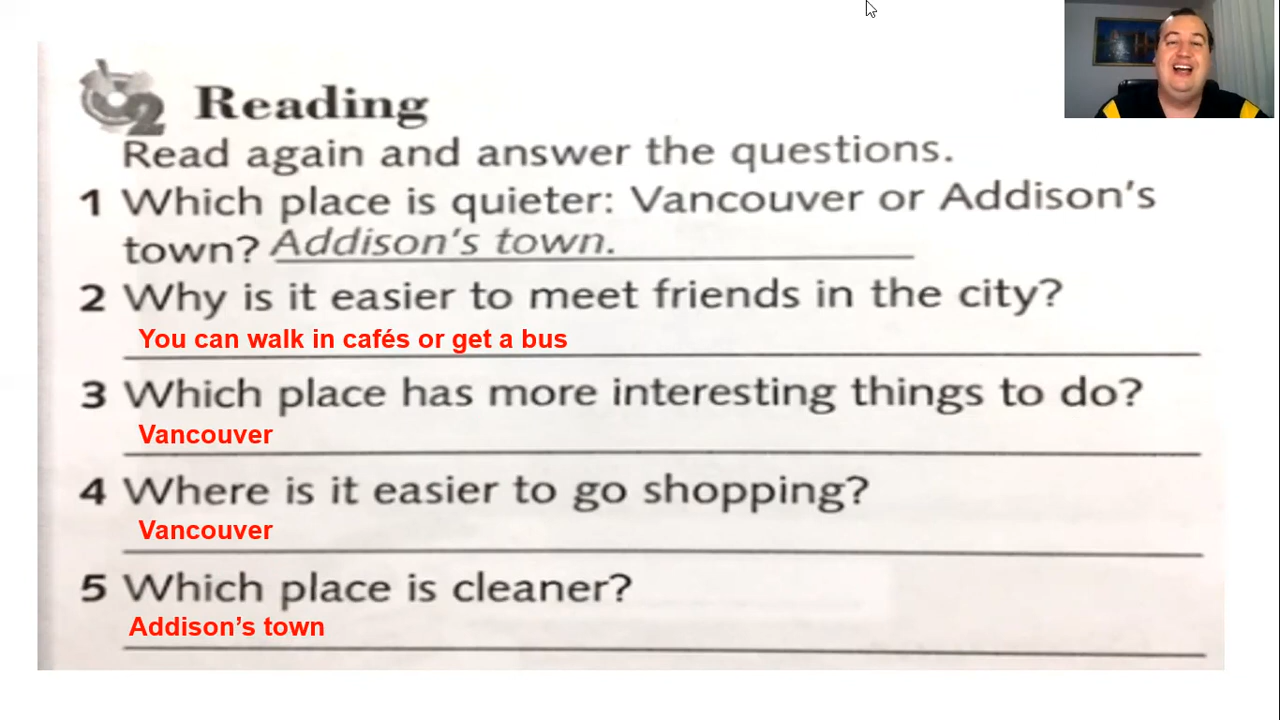 2 Reading
Read again and answer the questions.
1 Which place is quieter: Vancouver or Addison's
town? Addison's town.
2 Why is it easier to meet friends in the city?
You can walk in cafés or get a bus
3 Which place has more interesting things to do?
Vancouver
4 Where is it easier to go shopping?
Vancouver
5 Which place is cleaner?
Addison’s town